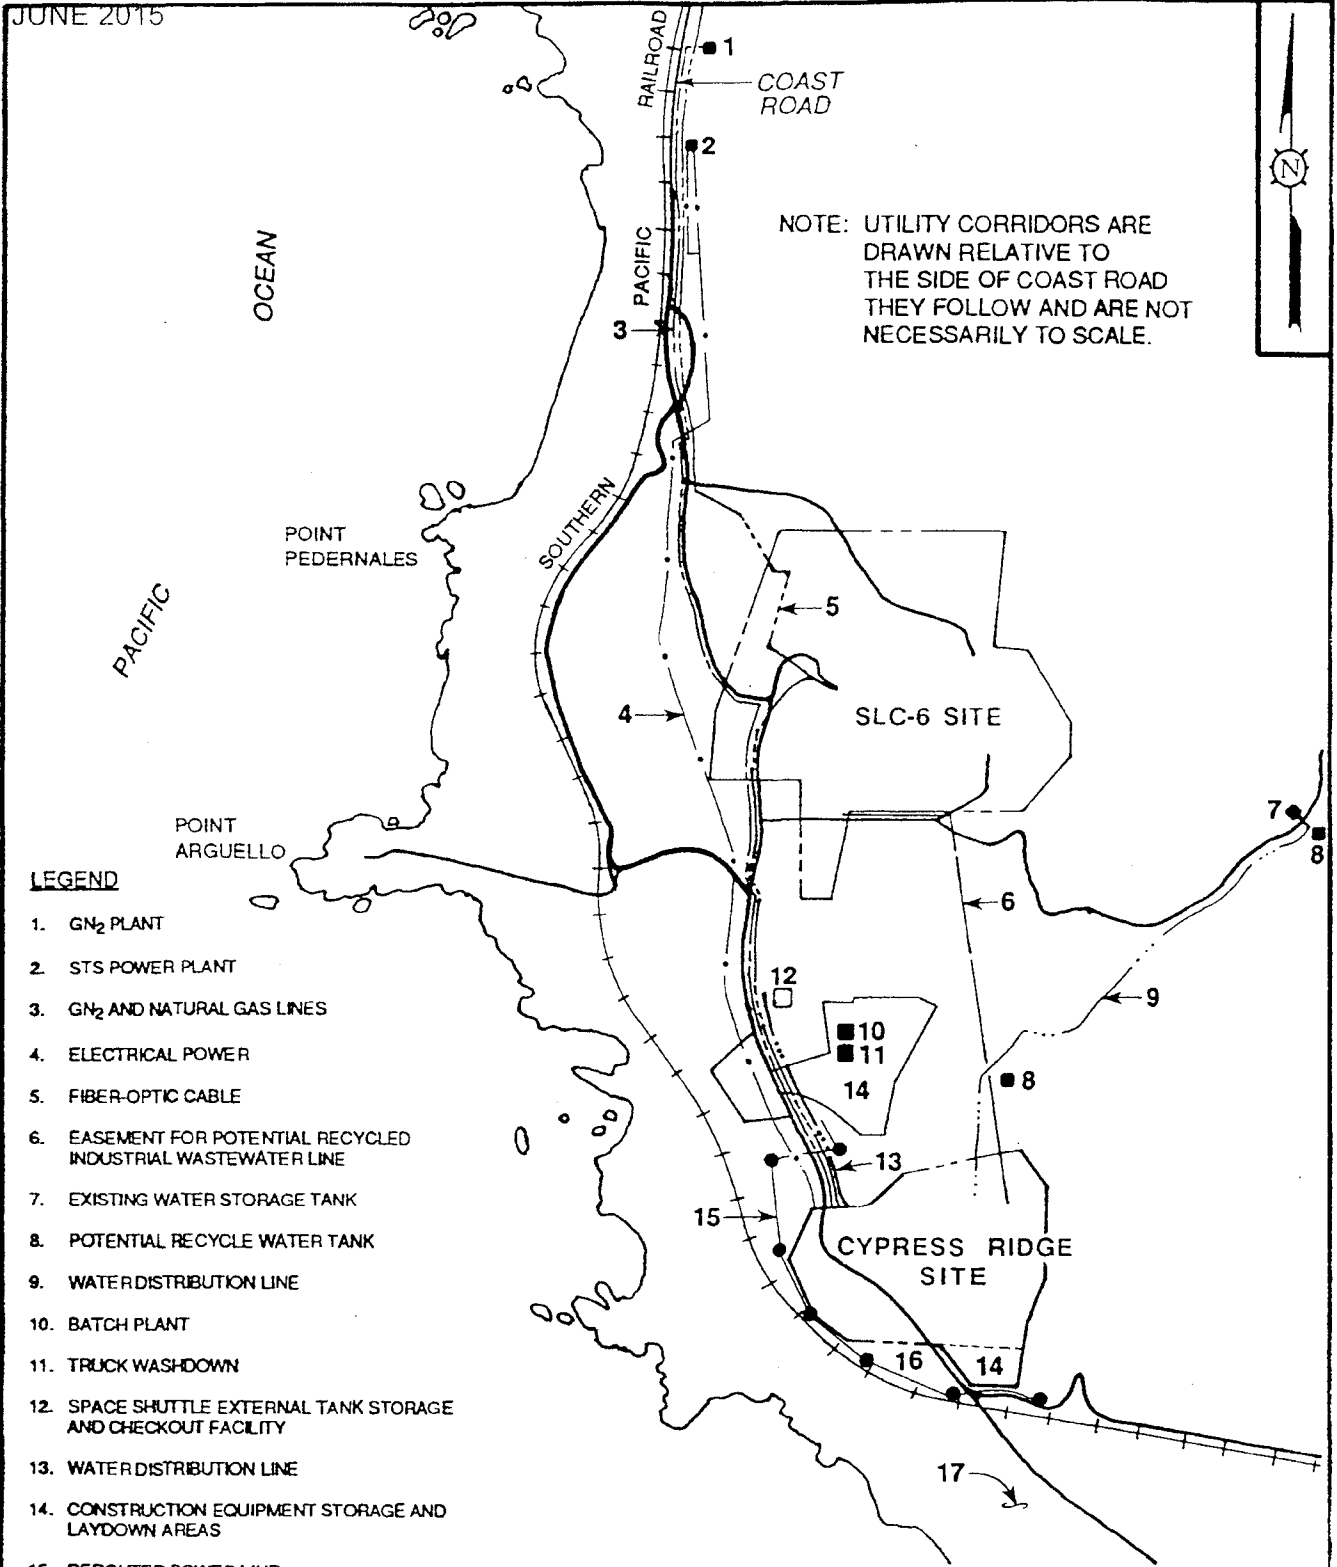 JUNE 2015
RAILROAD
1
COAST
ROAD
2
N
NOTE: UTILITY CORRIDORS ARE
DRAWN RELATIVE TO
THE SIDE OF COAST ROAD
THEY FOLLOW AND ARE NOT
NECESSARILY TO SCALE.
OCEAN
PACIFIC
3
SOUTHERN
POINT
PEDERNALES
PACIFIC
5
4
SLC-6 SITE
7
8
POINT
ARGUELLO
6
9
12
10
11
14
8
13
15
CYPRESS RIDGE
SITE
16
14
17
LEGEND
1. GN2 PLANT
2. STS POWER PLANT
3. GN2 AND NATURAL GAS LINES
4. ELECTRICAL POWER
5. FIBER-OPTIC CABLE
6. EASEMENT FOR POTENTIAL RECYCLED
INDUSTRIAL WASTEWATER LINE
7. EXISTING WATER STORAGE TANK
8. POTENTIAL RECYCLE WATER TANK
9. WATER DISTRIBUTION LINE
10. BATCH PLANT
11. TRUCK WASHDOWN
12. SPACE SHUTTLE EXTERNAL TANK STORAGE
AND CHECKOUT FACILITY
13. WATER DISTRIBUTION LINE
14. CONSTRUCTION EQUIPMENT STORAGE AND
LAYDOWN AREAS